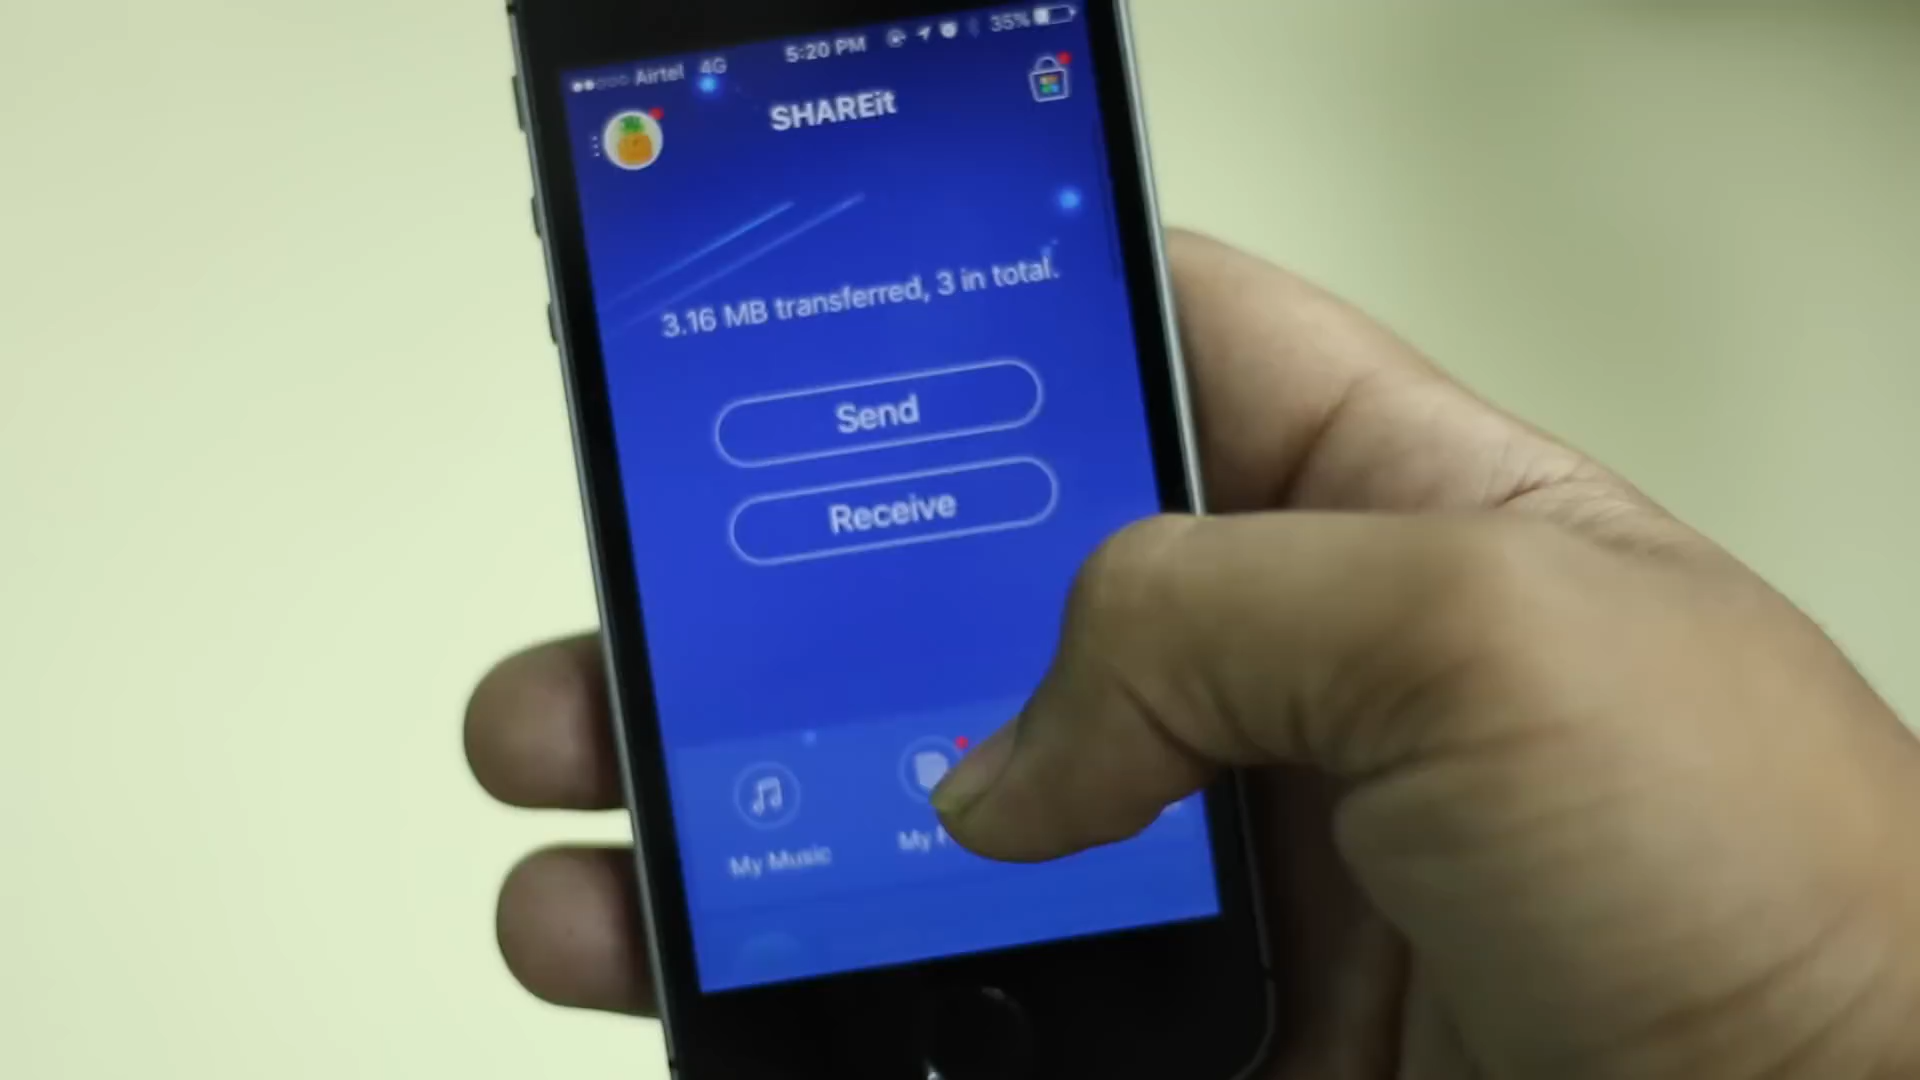 Airtel 4G 5:20 PM 35%
SHAREit
3.16 MB transferred, 3 in total.
Send
Receive
My Music
My